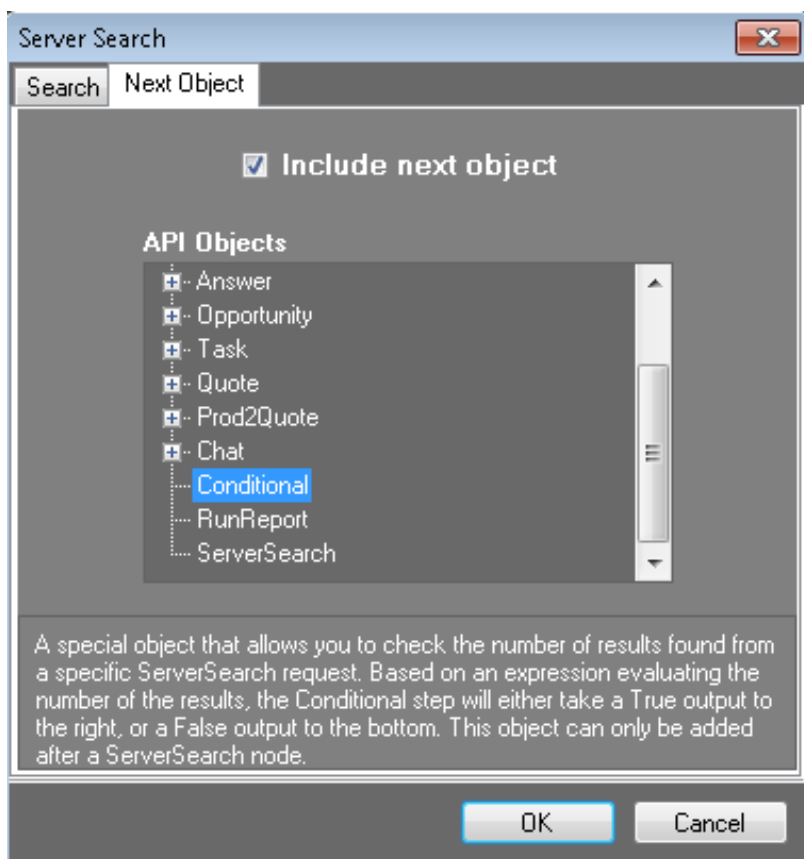 Server Search
Search
Next Object
Include next object
API Objects
Answer
Opportunity
Task
Quote
Prod2Quote
Chat
Conditional
RunReport
ServerSearch
A special object that allows you to check the number of results found from
a specific ServerSearch request. Based on an expression evaluating the
number of the results, the Conditional step will either take a True output to
the right, or a False output to the bottom. This object can only be added
after a ServerSearch node.
OK
Cancel